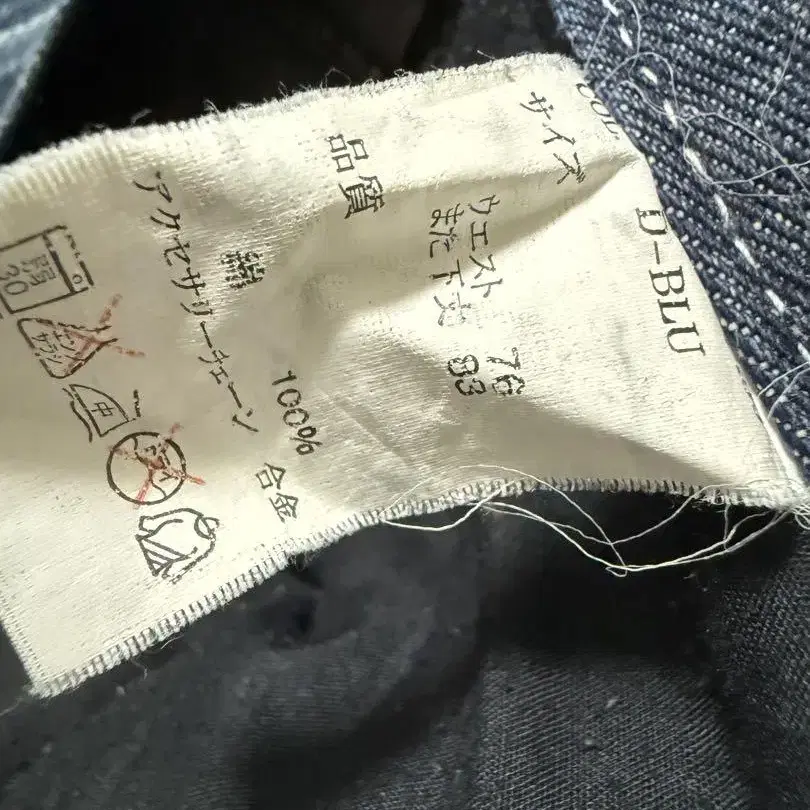 D-BLU
サイズ
ウエスト 76
また下丈 83
品質
綿 100%
アクセサリーチェーン 合金
30
中